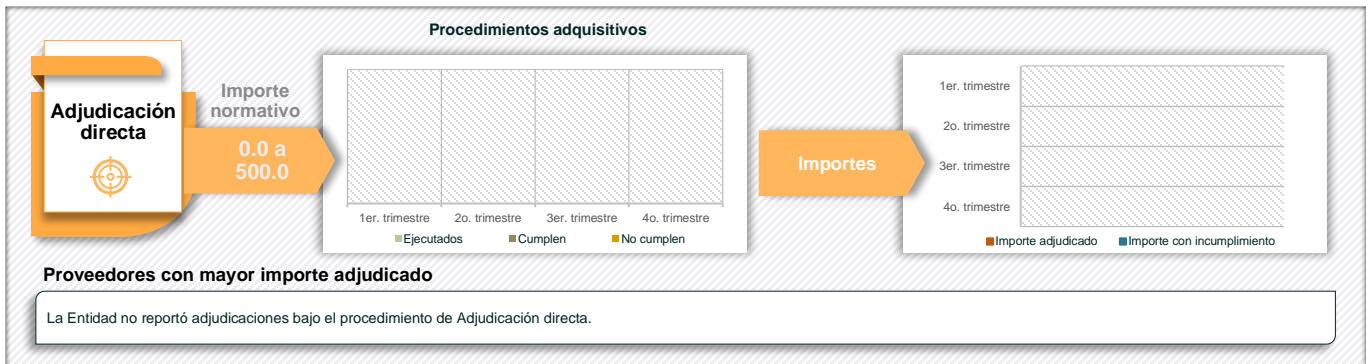 Procedimientos adquisitivos
Adjudicación
directa
Importe
normativo
0.0 a
500.0
1er. trimestre
2o. trimestre
3er. trimestre
4o. trimestre
Ejecutados
Cumplen
No cumplen
Importes
1er. trimestre
2o. trimestre
3er. trimestre
4o. trimestre
Importe adjudicado
Importe con incumplimiento
Proveedores con mayor importe adjudicado
La Entidad no reportó adjudicaciones bajo el procedimiento de Adjudicación directa.